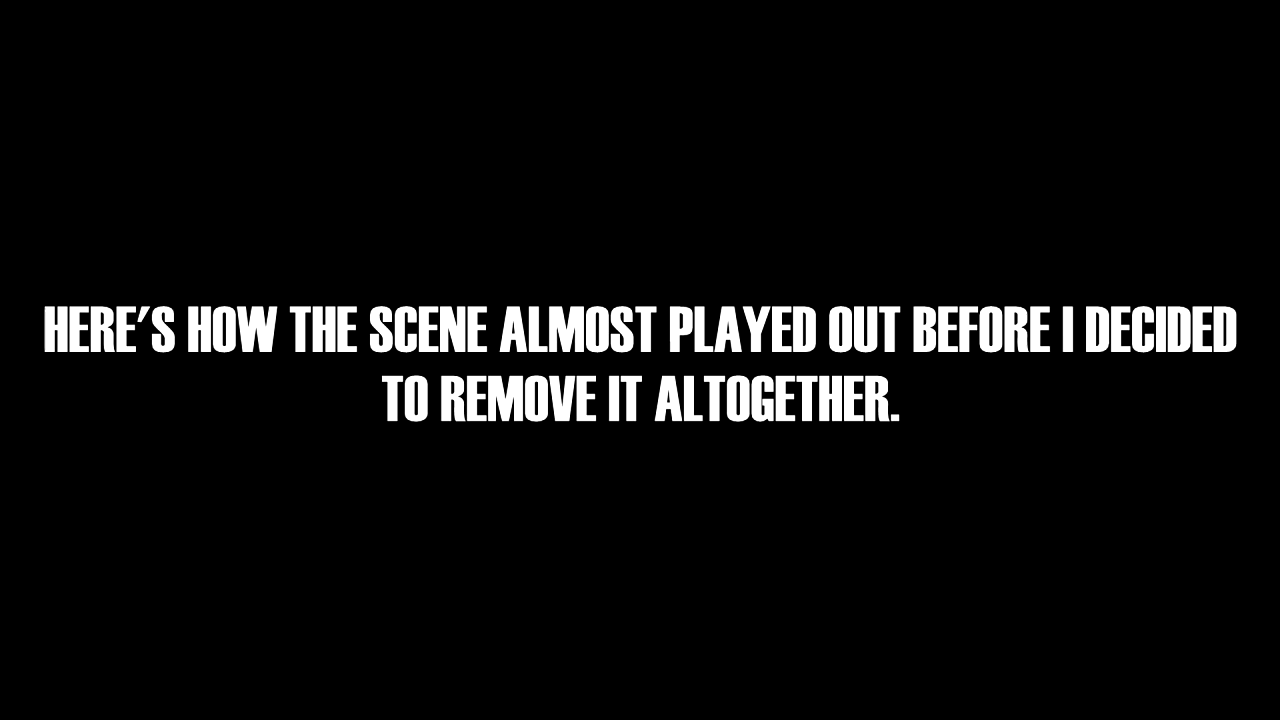 HERE'S HOW THE SCENE ALMOST PLAYED OUT BEFORE I DECIDED
TO REMOVE IT ALTOGETHER.